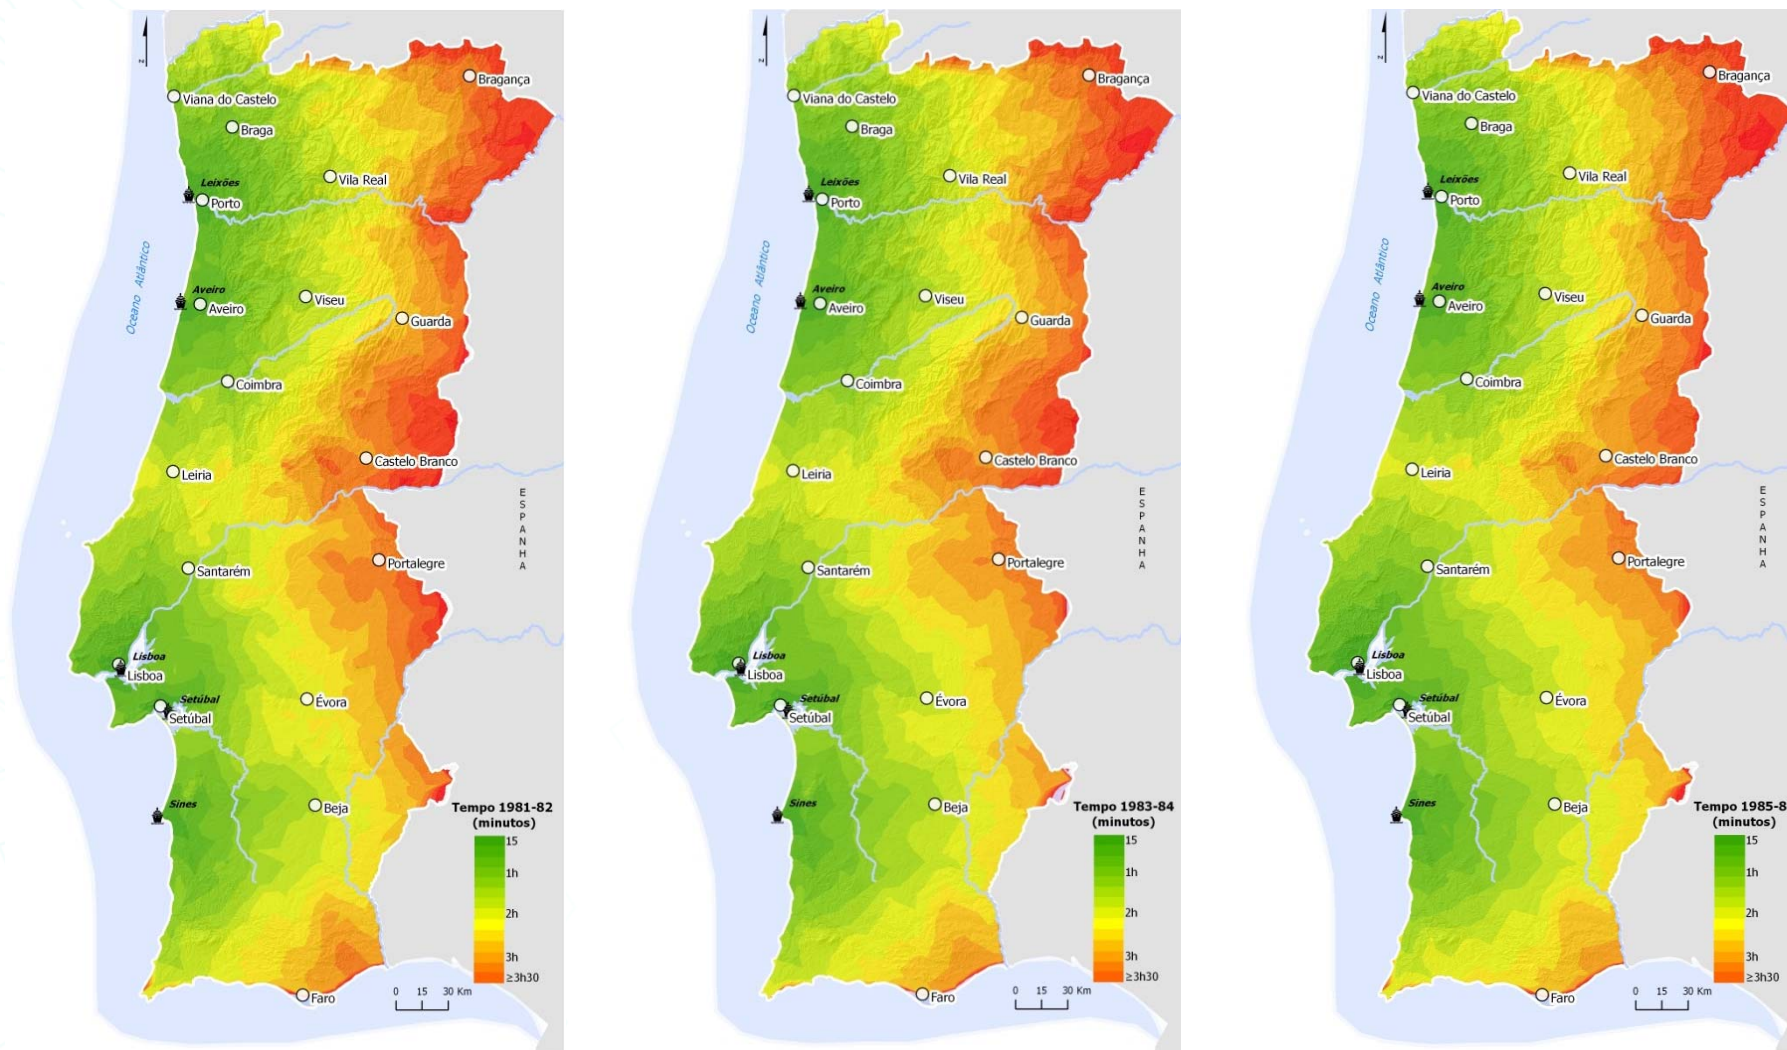 Z
Bragança
Viana do Castelo
Braga
Leixões
Vila Real
Porto
Oceano Atlântico
Aveiro
Aveiro
Viseu
Guarda
Coimbra
Castelo Branco
Leiria
ESPANHA
Portalegre
Santarém
Lisboa
Lisboa
Setúbal
Setúbal
Évora
Sines
Beja
Tempo 1981-82
(minutos)
15
1h
2h
3h
≥3h30
0 15 30 Km
Faro
Z
Bragança
Viana do Castelo
Braga
Leixões
Vila Real
Porto
Oceano Atlântico
Aveiro
Aveiro
Viseu
Guarda
Coimbra
Castelo Branco
Leiria
ESPANHA
Portalegre
Santarém
Lisboa
Lisboa
Setúbal
Setúbal
Évora
Sines
Beja
Tempo 1983-84
(minutos)
15
1h
2h
3h
≥3h30
0 15 30 Km
Faro
Z
Bragança
Viana do Castelo
Braga
Leixões
Vila Real
Porto
Oceano Atlântico
Aveiro
Aveiro
Viseu
Guarda
Coimbra
Castelo Branco
Leiria
ESPANHA
Portalegre
Santarém
Lisboa
Lisboa
Setúbal
Setúbal
Évora
Sines
Beja
Tempo 1985-8
(minutos)
15
1h
2h
3h
≥3h30
0 15 30 Km
Faro